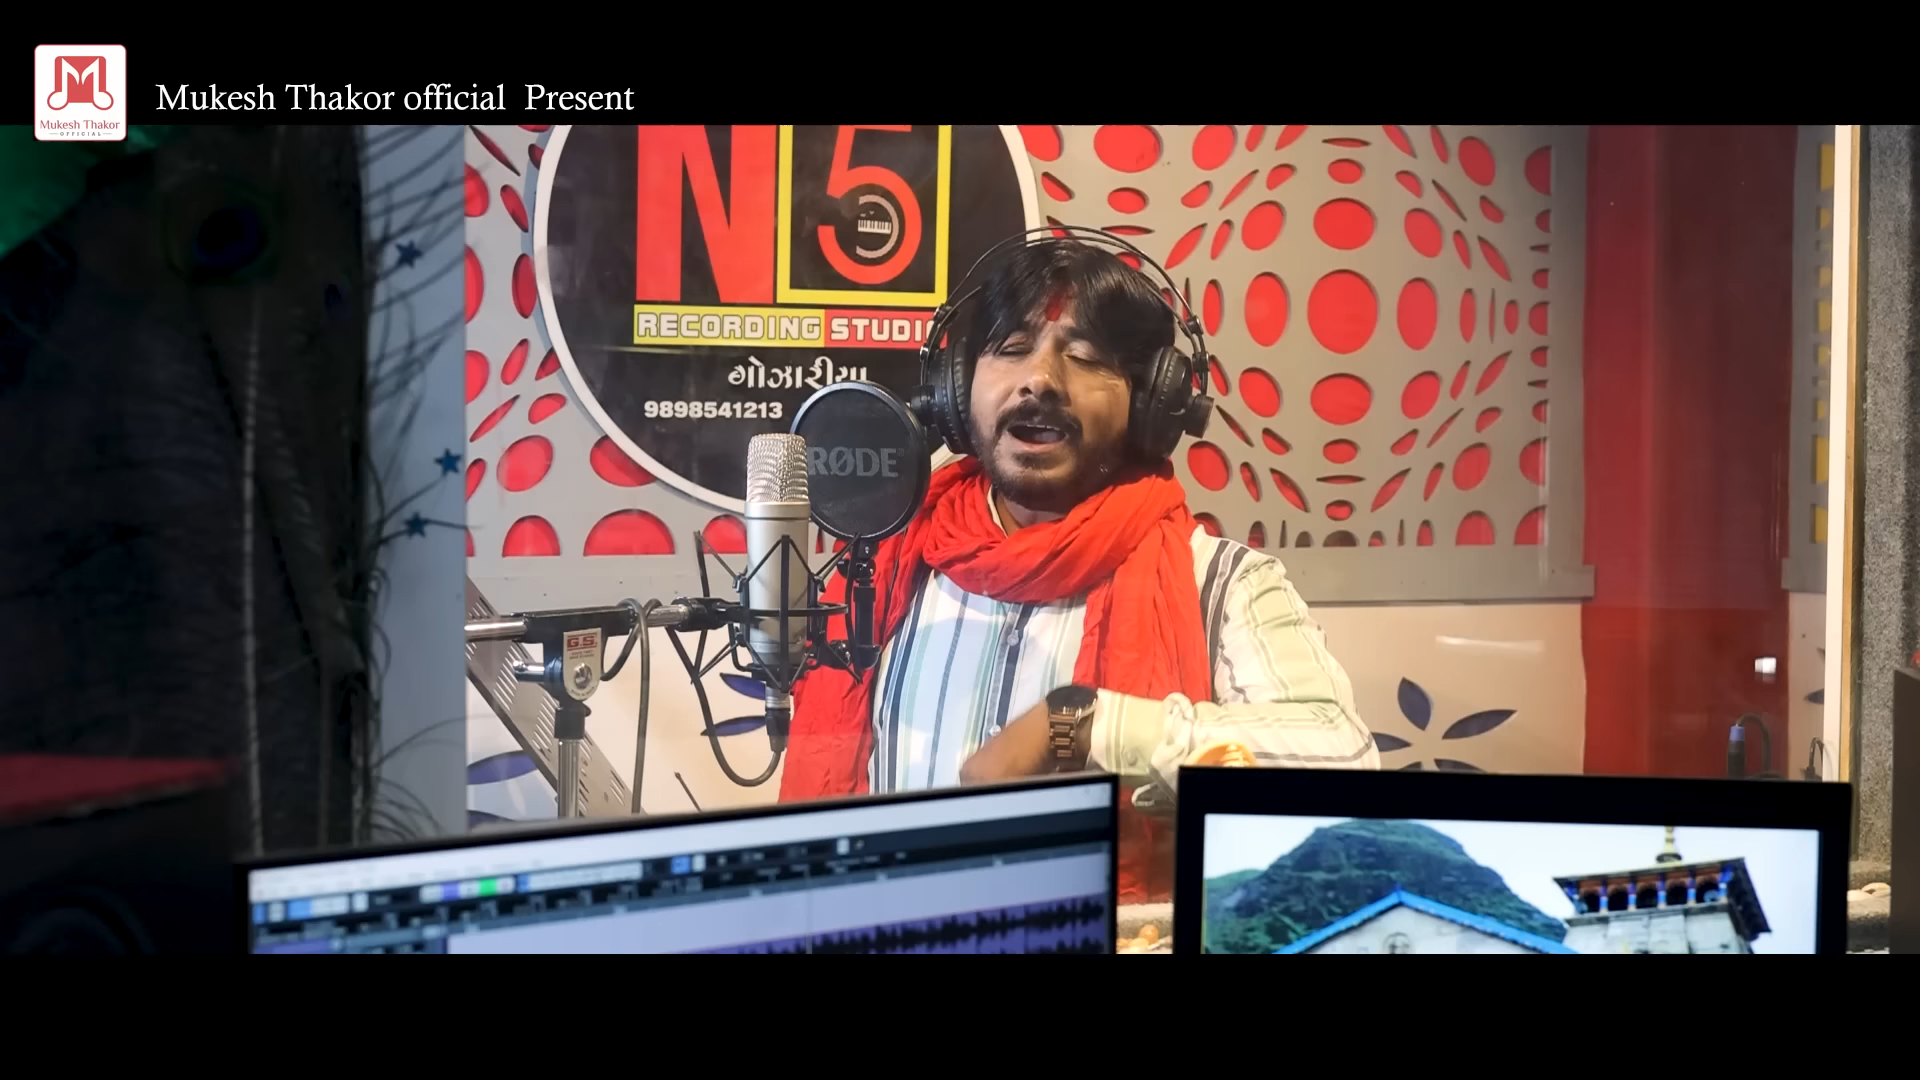 Mukesh Thakor
OFFICIAL
Mukesh Thakor official Present
N5
RECORDING STUDIO
ગોઝારીયા
9898541213
RØDE
G.S.